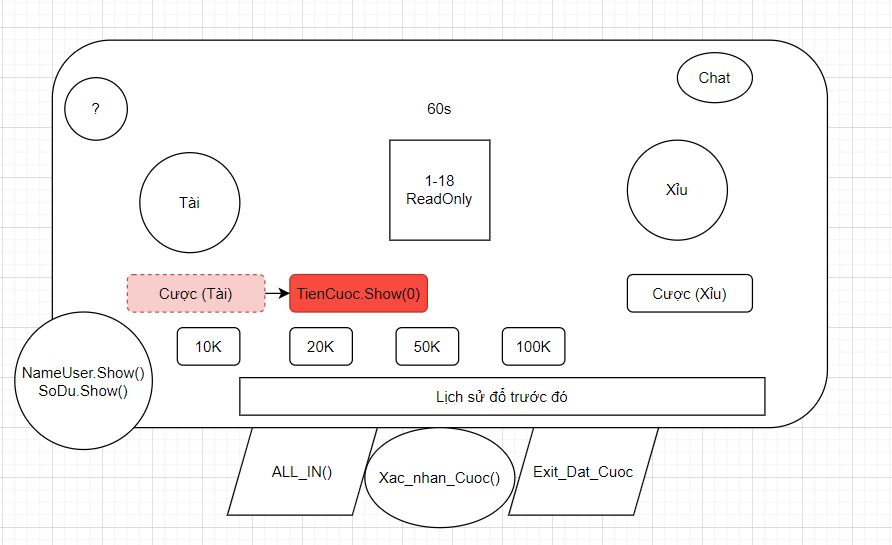 Chat
?
60s
1-18
ReadOnly
Tài
Xỉu
Cược (Tài)
TienCuoc.Show(0)
Cược (Xỉu)
10K
20K
50K
100K
NameUser.Show()
SoDu.Show()
Lịch sử đổ trước đó
ALL_IN()
Xac_nhan_Cuoc()
Exit_Dat_Cuoc